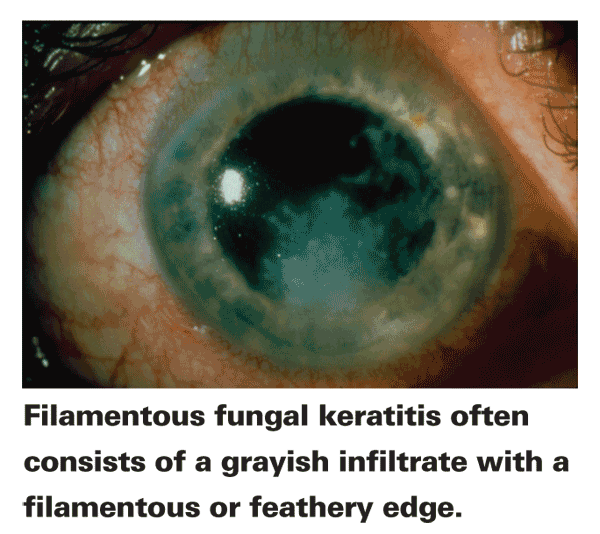 Filamentous fungal keratitis often
consists of a grayish infiltrate with a
filamentous or feathery edge.